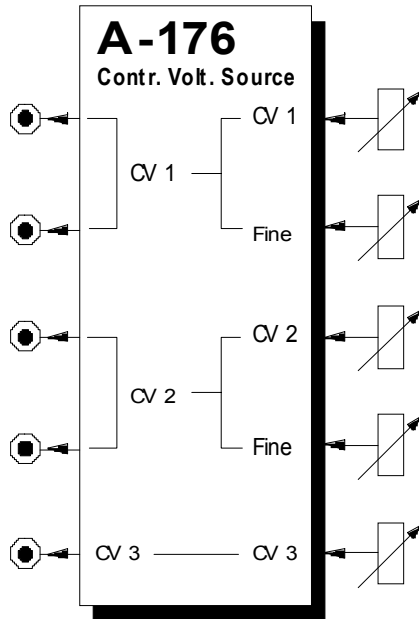 A-176
Contr. Volt. Source
CV 1
CV 1
Fine
CV 2
CV 2
Fine
CV 3 CV 3